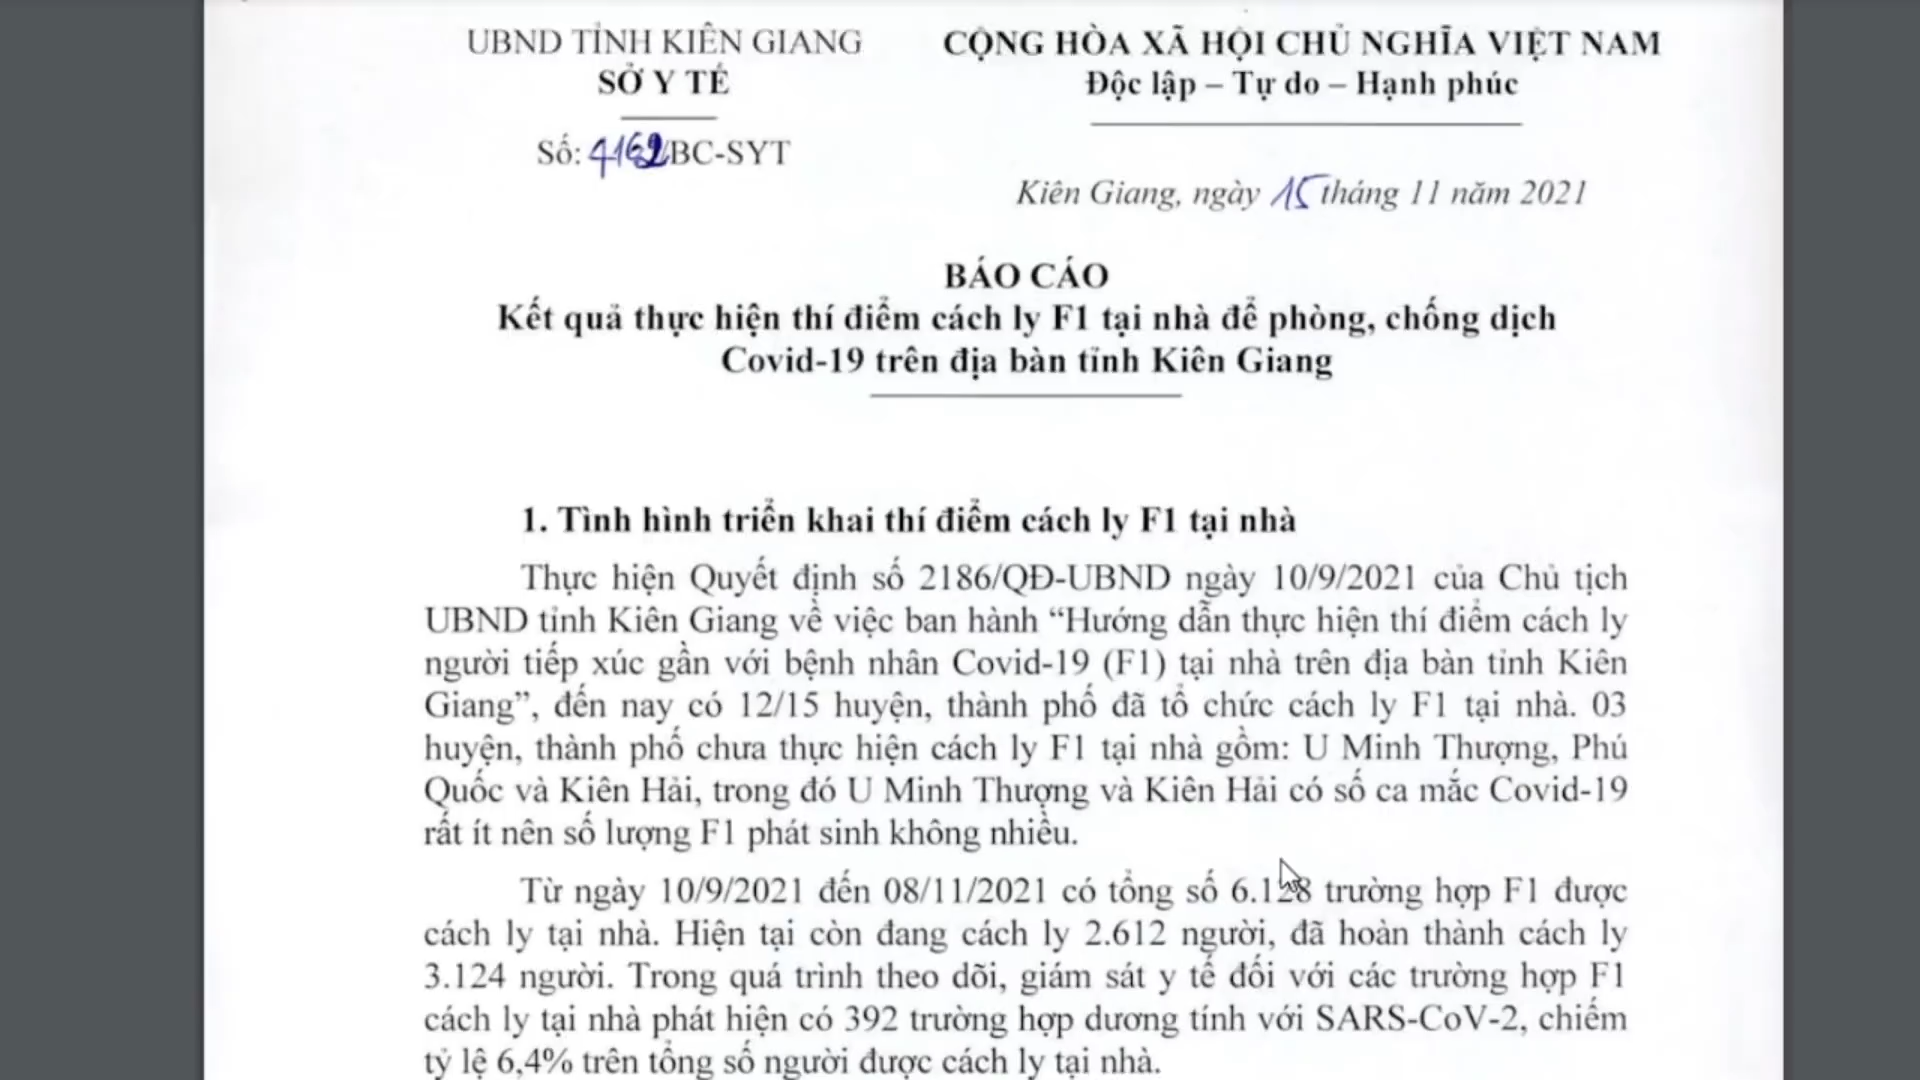 UBND TỈNH KIÊN GIANG
SỞ Y TẾ
Số: 4162/BC-SYT
CỘNG HÒA XÃ HỘI CHỦ NGHĨA VIỆT NAM
Độc lập – Tự do – Hạnh phúc
Kiên Giang, ngày 15 tháng 11 năm 2021
BÁO CÁO
Kết quả thực hiện thí điểm cách ly F1 tại nhà để phòng, chống dịch
Covid-19 trên địa bàn tỉnh Kiên Giang
1. Tình hình triển khai thí điểm cách ly F1 tại nhà
Thực hiện Quyết định số 2186/QĐ-UBND ngày 10/9/2021 của Chủ tịch
UBND tỉnh Kiên Giang về việc ban hành “Hướng dẫn thực hiện thí điểm cách ly
người tiếp xúc gần với bệnh nhân Covid-19 (F1) tại nhà trên địa bàn tỉnh Kiên
Giang”, đến nay có 12/15 huyện, thành phố đã tổ chức cách ly F1 tại nhà. 03
huyện, thành phố chưa thực hiện cách ly F1 tại nhà gồm: U Minh Thượng, Phú
Quốc và Kiên Hải, trong đó U Minh Thượng và Kiên Hải có số ca mắc Covid-19
rất ít nên số lượng F1 phát sinh không nhiều.
Từ ngày 10/9/2021 đến 08/11/2021 có tổng số 6.128 trường hợp F1 được
cách ly tại nhà. Hiện tại còn đang cách ly 2.612 người, đã hoàn thành cách ly
3.124 người. Trong quá trình theo dõi, giám sát y tế đối với các trường hợp F1
cách ly tại nhà phát hiện có 392 trường hợp dương tính với SARS-CoV-2, chiếm
tỷ lệ 6,4% trên tổng số người được cách ly tại nhà.